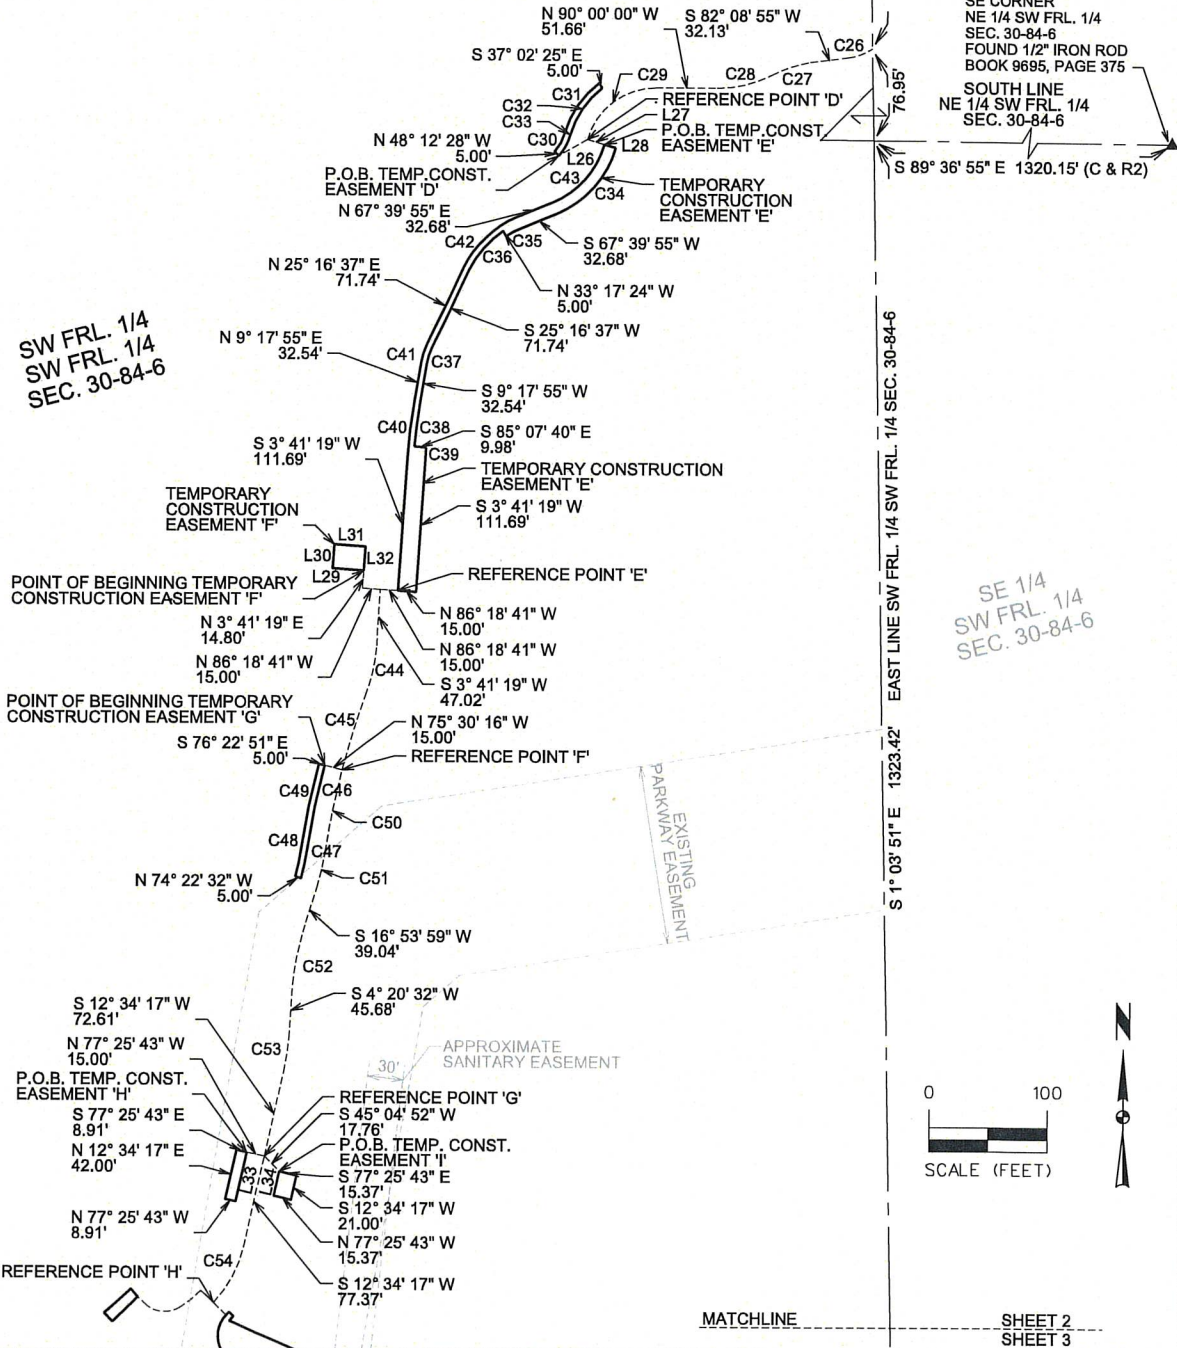 N 90° 00' 00" W
51.66'
S 82° 08' 55" W
32.13'
SE CORNER
NE 1/4 SW FRL. 1/4
SEC. 30-84-6
FOUND 1/2" IRON ROD
BOOK 9695, PAGE 375
C26
S 37° 02' 25" E
5.00'
C29
C28
C27
C31
C32
C33
C30
REFERENCE POINT 'D'
L27
P.O.B. TEMP.CONST.
EASEMENT 'E'
76.95'
SOUTH LINE
NE 1/4 SW FRL. 1/4
SEC. 30-84-6
N 48° 12' 28" W
5.00'
L26
L28
S 89° 36' 55" E 1320.15' (C & R2)
P.O.B. TEMP.CONST.
EASEMENT 'D'
C43
C34
TEMPORARY
CONSTRUCTION
EASEMENT 'E'
N 67° 39' 55" E
32.68'
C42
C35
C36
S 67° 39' 55" W
32.68'
N 25° 16' 37" E
71.74'
N 33° 17' 24" W
5.00'
SW FRL. 1/4
SW FRL. 1/4
SEC. 30-84-6
S 25° 16' 37" W
71.74'
N 9° 17' 55" E
32.54'
C41
C37
S 9° 17' 55" W
32.54'
EAST LINE SW FRL. 1/4 SW FRL. 1/4 SEC. 30-84-6
C40
C38
S 85° 07' 40" E
9.98'
S 3° 41' 19" W
111.69'
C39
TEMPORARY CONSTRUCTION
EASEMENT 'E'
TEMPORARY
CONSTRUCTION
EASEMENT 'F'
S 3° 41' 19" W
111.69'
L31
L30
L32
L29
POINT OF BEGINNING TEMPORARY
CONSTRUCTION EASEMENT 'F'
REFERENCE POINT 'E'
SE 1/4
SW FRL. 1/4
SEC. 30-84-6
N 3° 41' 19" E
14.80'
N 86° 18' 41" W
15.00'
N 86° 18' 41" W
15.00'
N 86° 18' 41" W
15.00'
C44
S 3° 41' 19" W
47.02'
POINT OF BEGINNING TEMPORARY
CONSTRUCTION EASEMENT 'G'
C45
N 75° 30' 16" W
15.00'
S 76° 22' 51" E
5.00'
REFERENCE POINT 'F'
S 1° 03' 51" E 1323.42'
C49
C46
C50
EXISTING
PARKWAY EASEMENT
C48
C47
N 74° 22' 32" W
5.00'
C51
S 16° 53' 59" W
39.04'
C52
S 12° 34' 17" W
72.61'
S 4° 20' 32" W
45.68'
N
N 77° 25' 43" W
15.00'
C53
30'
APPROXIMATE
SANITARY EASEMENT
P.O.B. TEMP. CONST.
EASEMENT 'H'
REFERENCE POINT 'G'
S 45° 04' 52" W
17.76'
0 100
SCALE (FEET)
S 77° 25' 43" E
8.91'
P.O.B. TEMP. CONST.
EASEMENT 'I'
N 12° 34' 17" E
42.00'
L33
L34
S 77° 25' 43" E
15.37'
S 12° 34' 17" W
21.00'
N 77° 25' 43" W
8.91'
N 77° 25' 43" W
15.37'
C54
REFERENCE POINT 'H'
S 12° 34' 17" W
77.37'
MATCHLINE
SHEET 2
SHEET 3